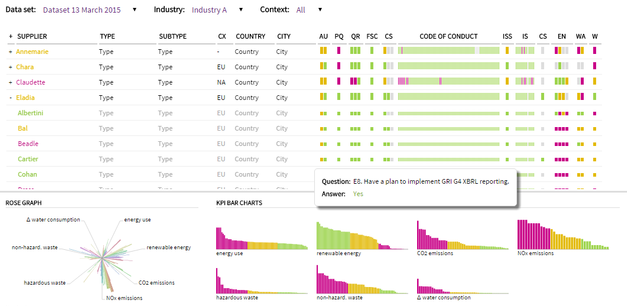 Data set: Dataset 13 March 2015 ▼ Industry: Industry A ▼ Context: All ▼
+ SUPPLIER TYPE SUBTYPE CX COUNTRY CITY AU PQ QR FSC CS CODE OF CONDUCT ISS IS CS EN WA W
+ Annemarie Type Type - Country City
+ Chara Type Type EU Country City
+ Claudette Type Type NA Country City
- Eladia Type Type EU Country City
Albertini Type Type EU Country City
Bal Type Type EU Country City
Beadle Type Type EU Country City
Cartier Type Type EU Country City
Cohan Type Type EU Country City
Question: E8. Have a plan to implement GRI G4 XBRL reporting.
Answer: Yes
ROSE GRAPH
Δ water consumption
energy use
non-hazard. waste
renewable energy
hazardous waste
CO2 emissions
NOx emissions
KPI BAR CHARTS
energy use
renewable energy
CO2 emissions
NOx emissions
hazardous waste
non-hazard. waste
Δ water consumption